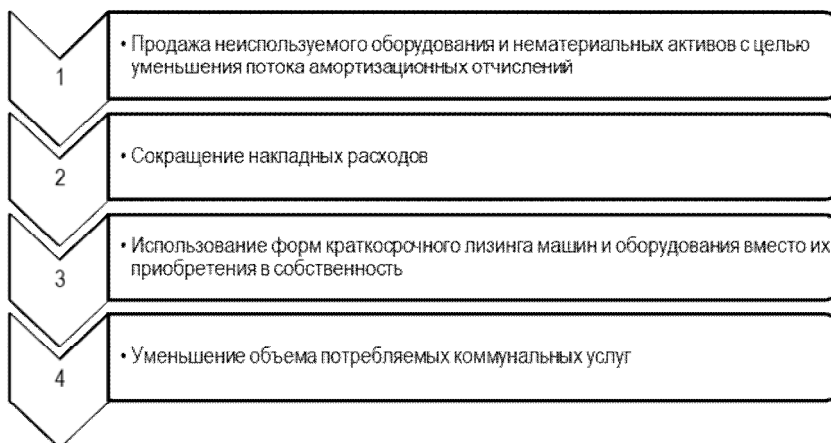 1
• Продажа неиспользуемого оборудования и нематериальных активов с целью
уменьшения потока амортизационных отчислений
2
• Сокращение накладных расходов
3
• Использование форм краткосрочного лизинга машин и оборудования вместо их
приобретения в собственность
4
• Уменьшение объема потребляемых коммунальных услуг